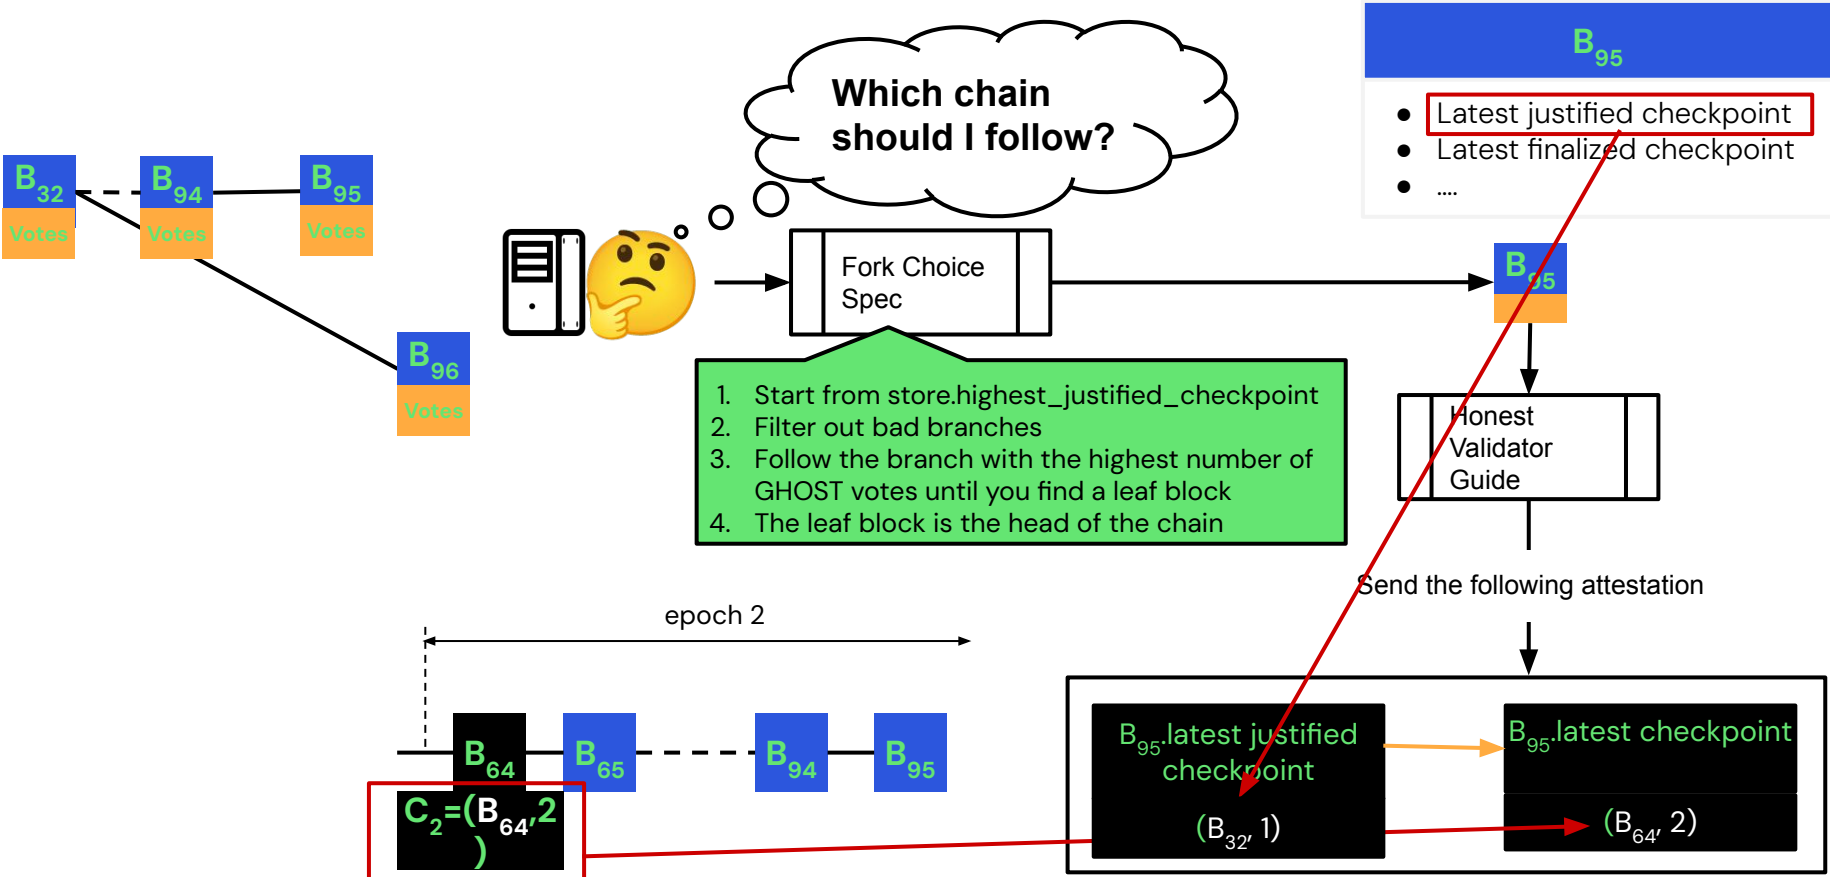 Which chain
should I follow?
B95
● Latest justified checkpoint
● Latest finalized checkpoint
● ....
B32
Votes
B94
Votes
B95
Votes
B96
Votes
Fork Choice
Spec
B95
1. Start from store.highest_justified_checkpoint
2. Filter out bad branches
3. Follow the branch with the highest number of
GHOST votes until you find a leaf block
4. The leaf block is the head of the chain
Honest
Validator
Guide
Send the following attestation
epoch 2
B64
B65
B94
B95
C2=(B64,2
)
B95.latest justified
checkpoint
(B32, 1)
B95.latest checkpoint
(B64, 2)